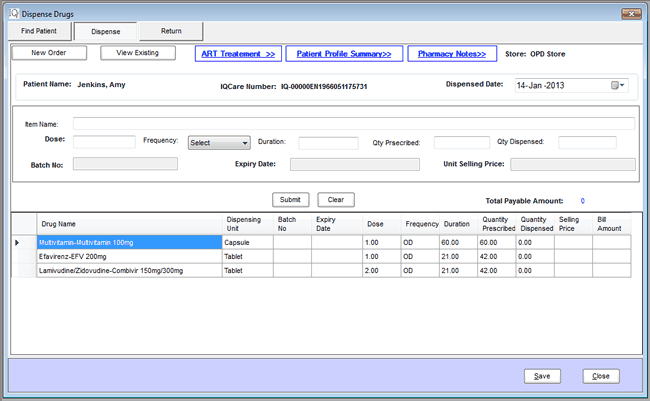 Dispense Drugs
Find Patient Dispense Return
New Order View Existing ART Treatement >> Patient Profile Summary>> Pharmacy Notes>> Store: OPD Store
Patient Name: Jenkins, Amy IQCare Number: IQ-00000EN1966051175731 Dispensed Date: 14-Jan -2013
Item Name:
Dose: Frequency: Select Duration: Qty Prsecribed: Qty Dispensed:
Batch No: Expiry Date: Unit Selling Price:
Submit Clear Total Payable Amount: 0
Drug Name Dispensing Unit Batch No Expiry Date Dose Frequency Duration Quantity Prescribed Quantity Dispensed Selling Price Bill Amount
Multivitamin-Multivitamin 100mg Capsule 1.00 OD 60.00 60.00 0.00
Efavirenz-EFV 200mg Tablet 1.00 OD 21.00 42.00 0.00
Lamivudine/Zidovudine-Combivir 150mg/300mg Tablet 2.00 OD 21.00 42.00 0.00
Save Close